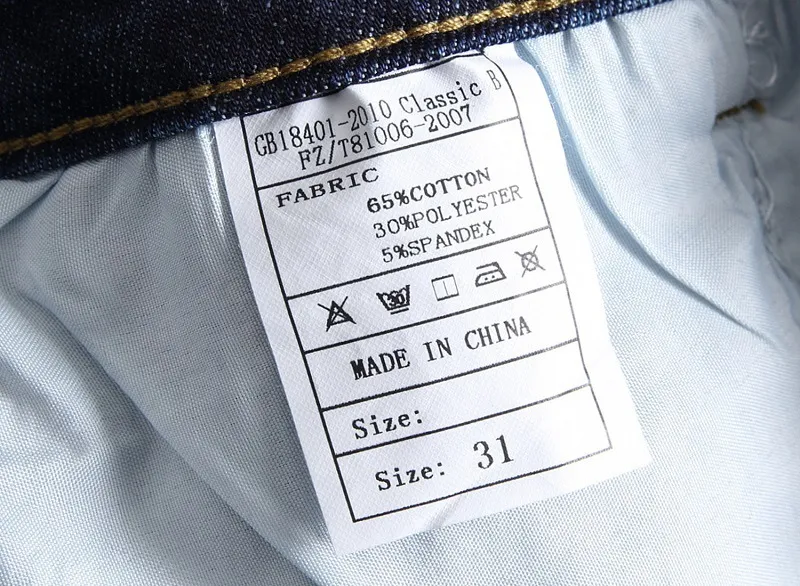 GB18401-2010 Classic B
FZ/T81006-2007
FABRIC
65%COTTON
30%POLYESTER
5%SPANDEX
30
MADE IN CHINA
Size:
Size: 31